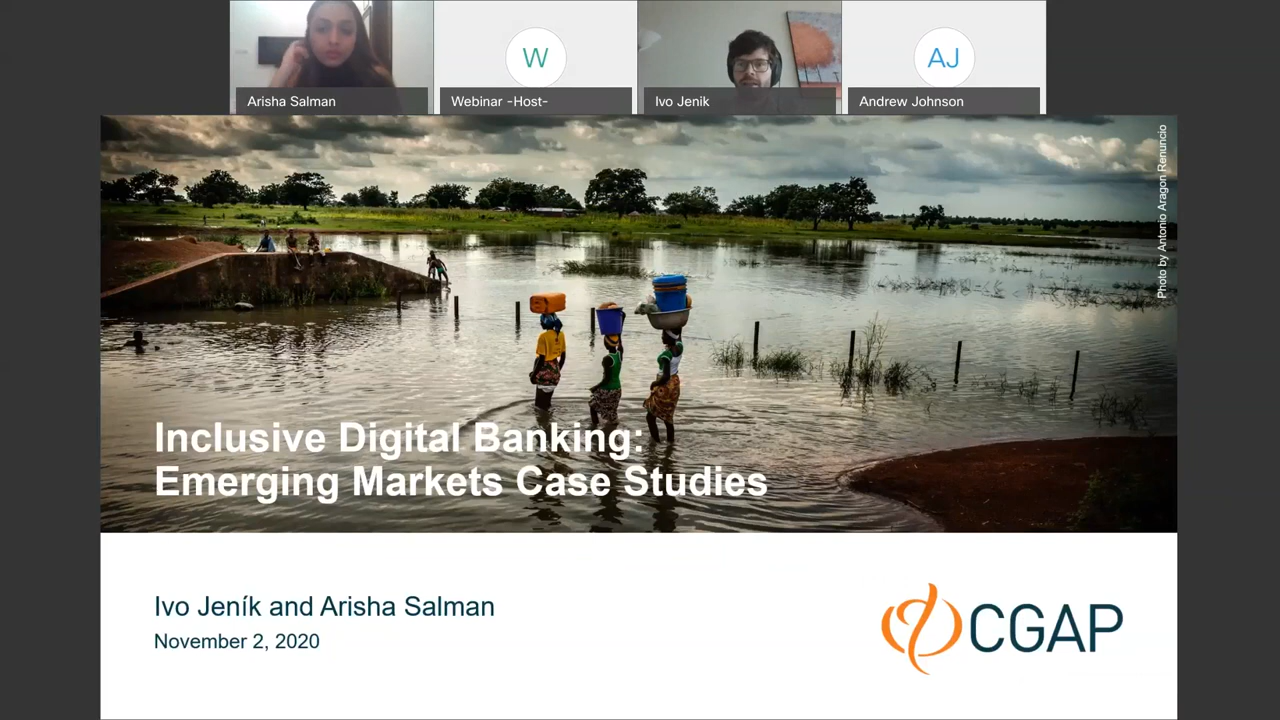 Arisha Salman
W
Webinar -Host-
Ivo Jenik
AJ
Andrew Johnson
Photo by Antonio Aragon Renuncio
Inclusive Digital Banking:
Emerging Markets Case Studies
Ivo Jeník and Arisha Salman
November 2, 2020
CGAP